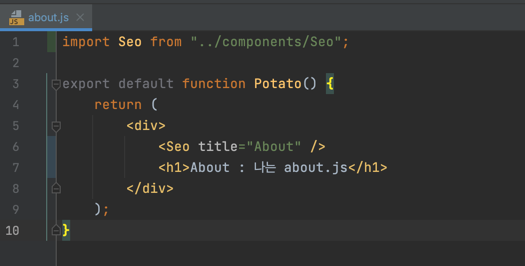 about.js
1 import Seo from "../components/Seo";
2
3 export default function Potato() {
4     return (
5         <div>
6             <Seo title="About" />
7             <h1>About : 나는 about.js</h1>
8         </div>
9     );
10 }